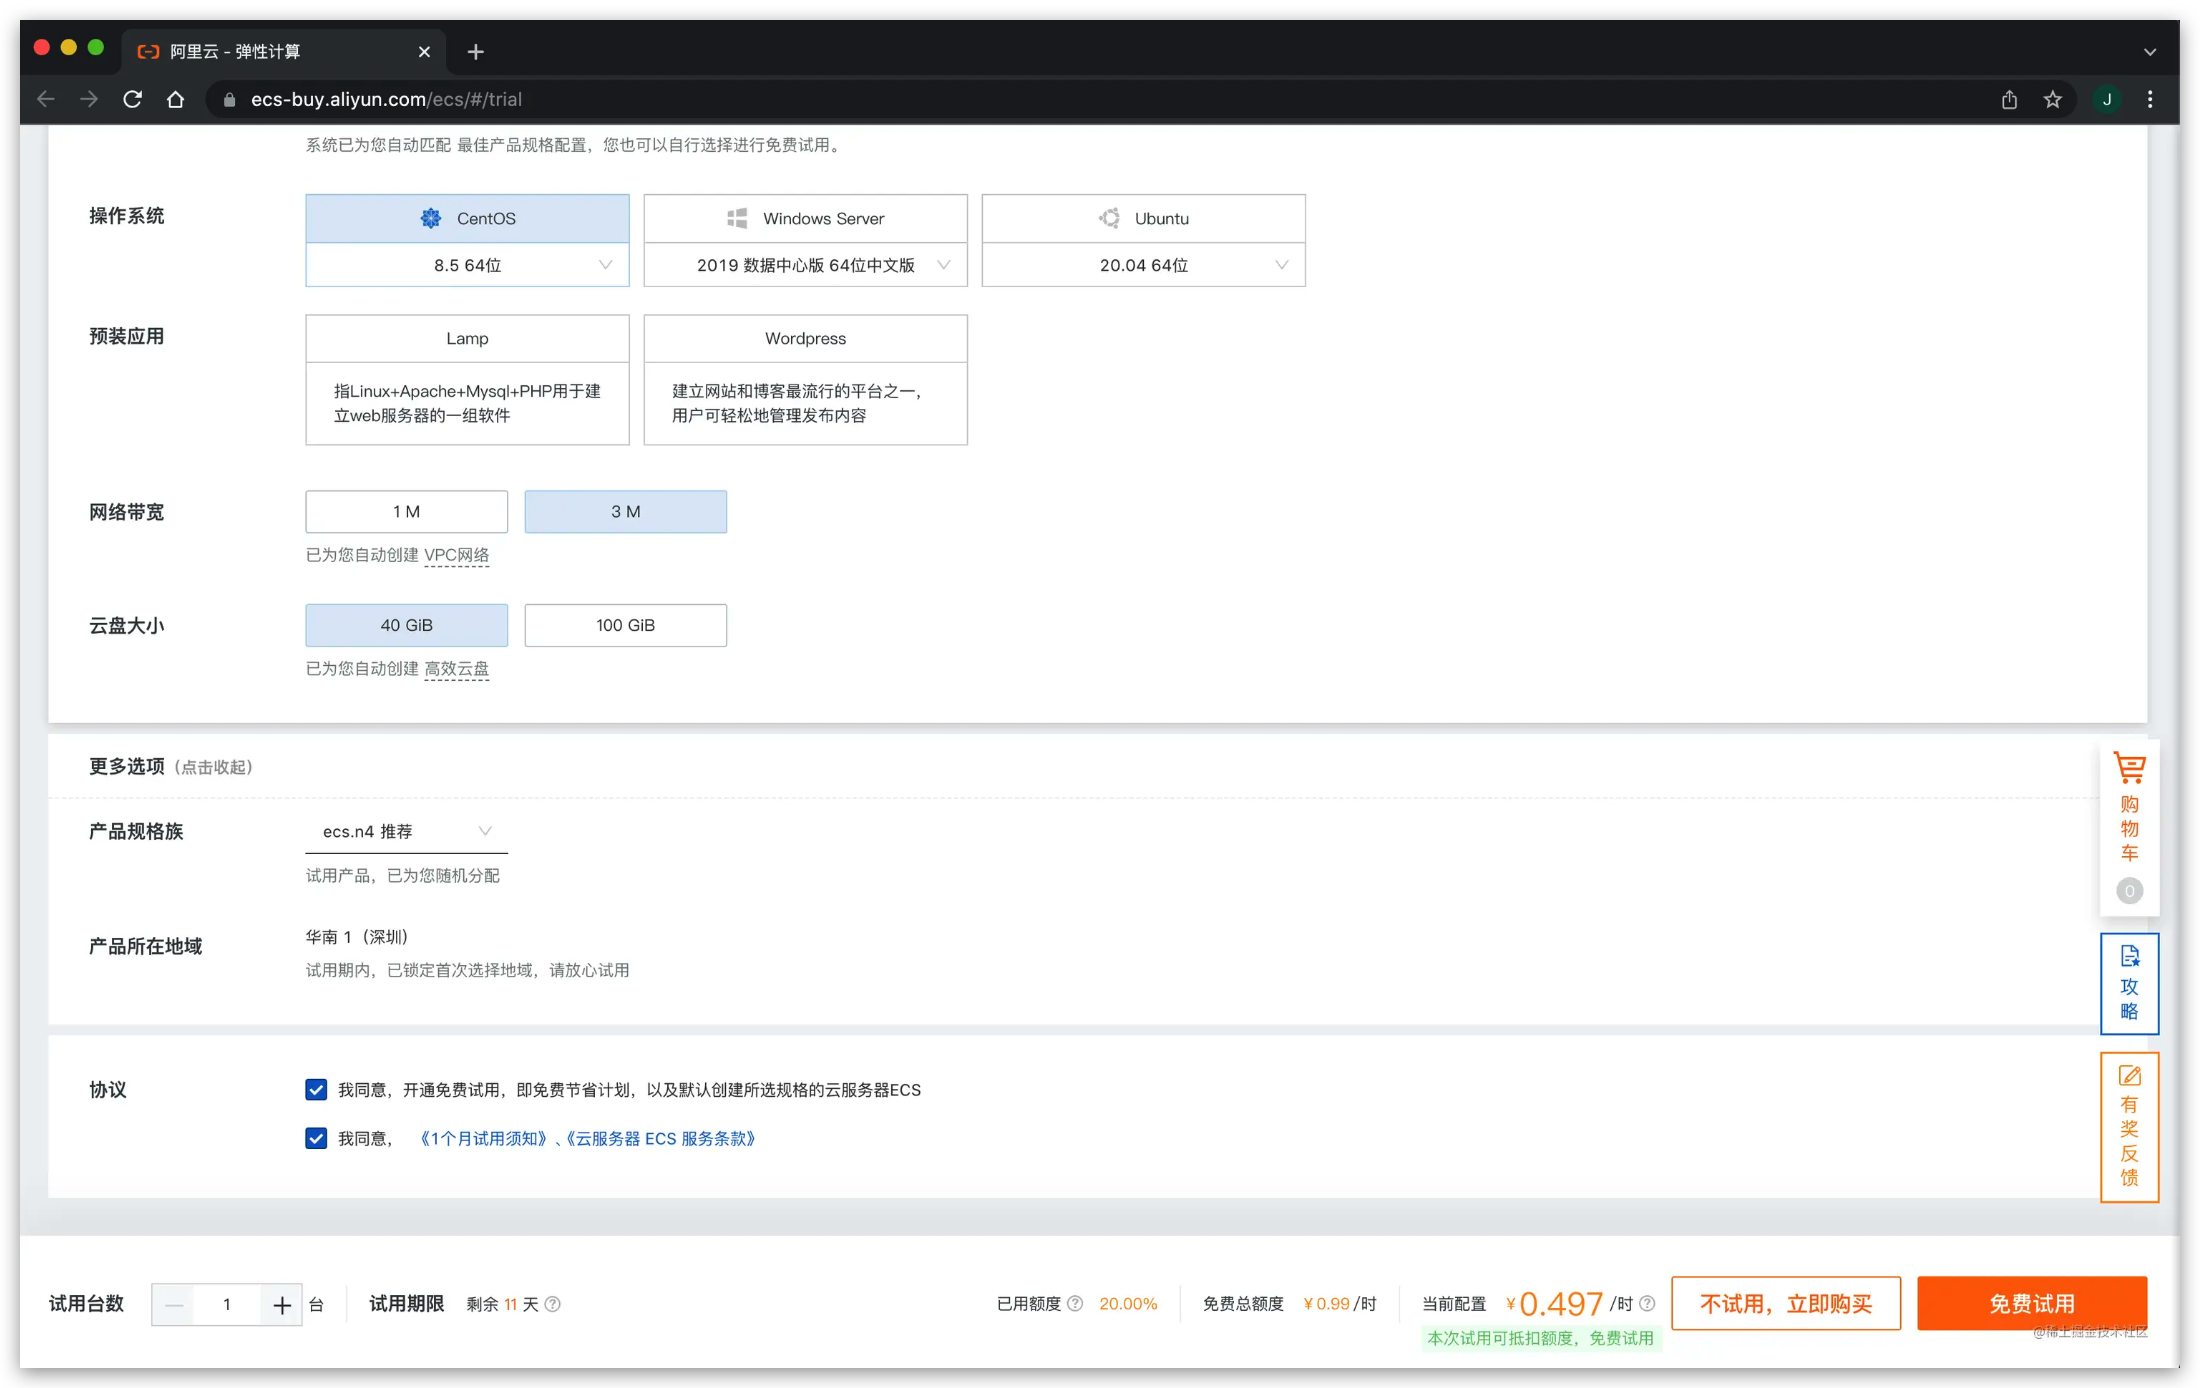 阿里云 - 弹性计算
ecs-buy.aliyun.com/ecs/#/trial
J
系统已为您自动匹配 最佳产品规格配置，您也可以自行选择进行免费试用。
操作系统
CentOS
8.5 64位
Windows Server
2019 数据中心版 64位中文版
Ubuntu
20.04 64位
预装应用
Lamp
指Linux+Apache+Mysql+PHP用于建
立web服务器的一组软件
Wordpress
建立网站和博客最流行的平台之一，
用户可轻松地管理发布内容
网络带宽
1 M
3 M
已为您自动创建 VPC网络
云盘大小
40 GiB
100 GiB
已为您自动创建 高效云盘
更多选项（点击收起）
产品规格族
ecs.n4 推荐
试用产品，已为您随机分配
产品所在地域
华南 1（深圳）
试用期内，已锁定首次选择地域，请放心试用
协议
我同意，开通免费试用，即免费节省计划，以及默认创建所选规格的云服务器ECS
我同意， 《1个月试用须知》、《云服务器 ECS 服务条款》
购物车
0
攻略
有奖反馈
试用台数
1
台
试用期限 剩余 11 天
已用额度 20.00%
免费总额度 ¥ 0.99 /时
当前配置 ¥ 0.497 /时
本次试用可抵扣额度，免费试用
不试用，立即购买
免费试用
@稀土掘金技术社区